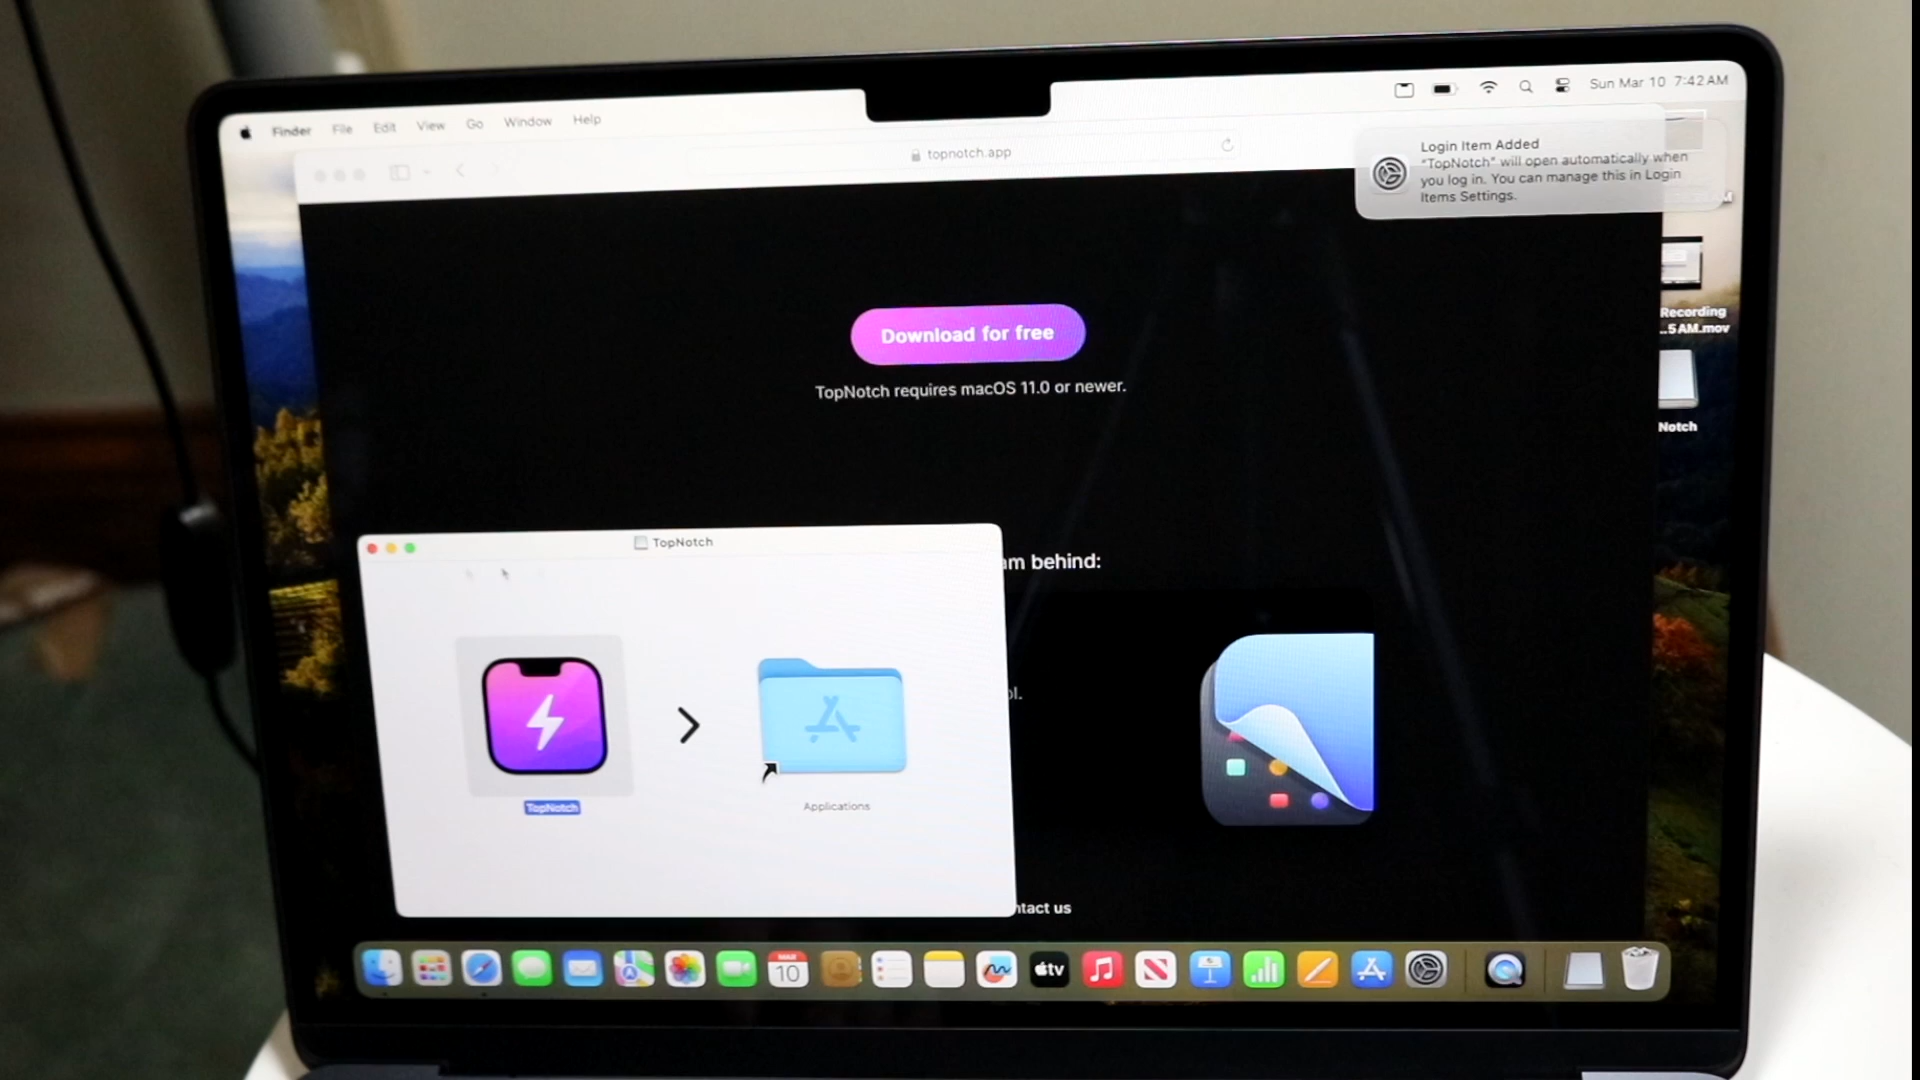 Finder File Edit View Go Window Help
Sun Mar 10 7:42 AM
topnotch.app
Login Item Added
"TopNotch" will open automatically when
you log in. You can manage this in Login
Items Settings.
Download for free
TopNotch requires macOS 11.0 or newer.
Recording
...5 AM.mov
Notch
am behind:
ol.
TopNotch
TopNotch
Applications
ntact us
MAR
10
tv